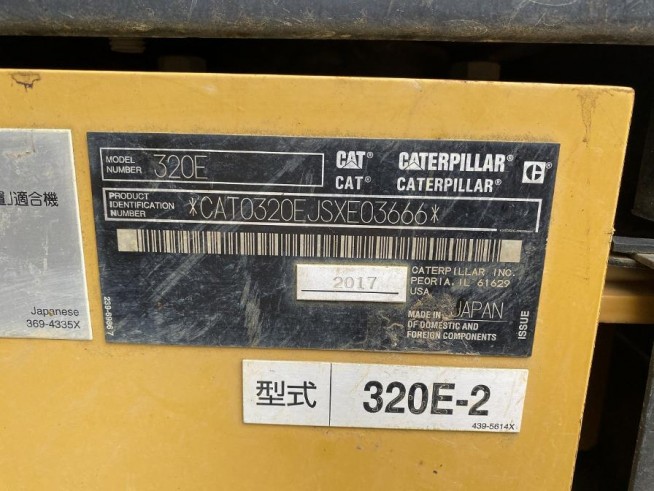 MODEL
NUMBER
320E
CAT® CATERPILLAR® C
CAT® CATERPILLAR®
PRODUCT
IDENTIFICATION
NUMBER
*CAT0320EJSXE03666*
量」適合機
2017
CATERPILLAR INC.
PEORIA, IL 61629
USA
MADE IN JAPAN
OF DOMESTIC AND
FOREIGN COMPONENTS
ISSUE
Japanese
369-4335X
型式
320E-2
439-5614X